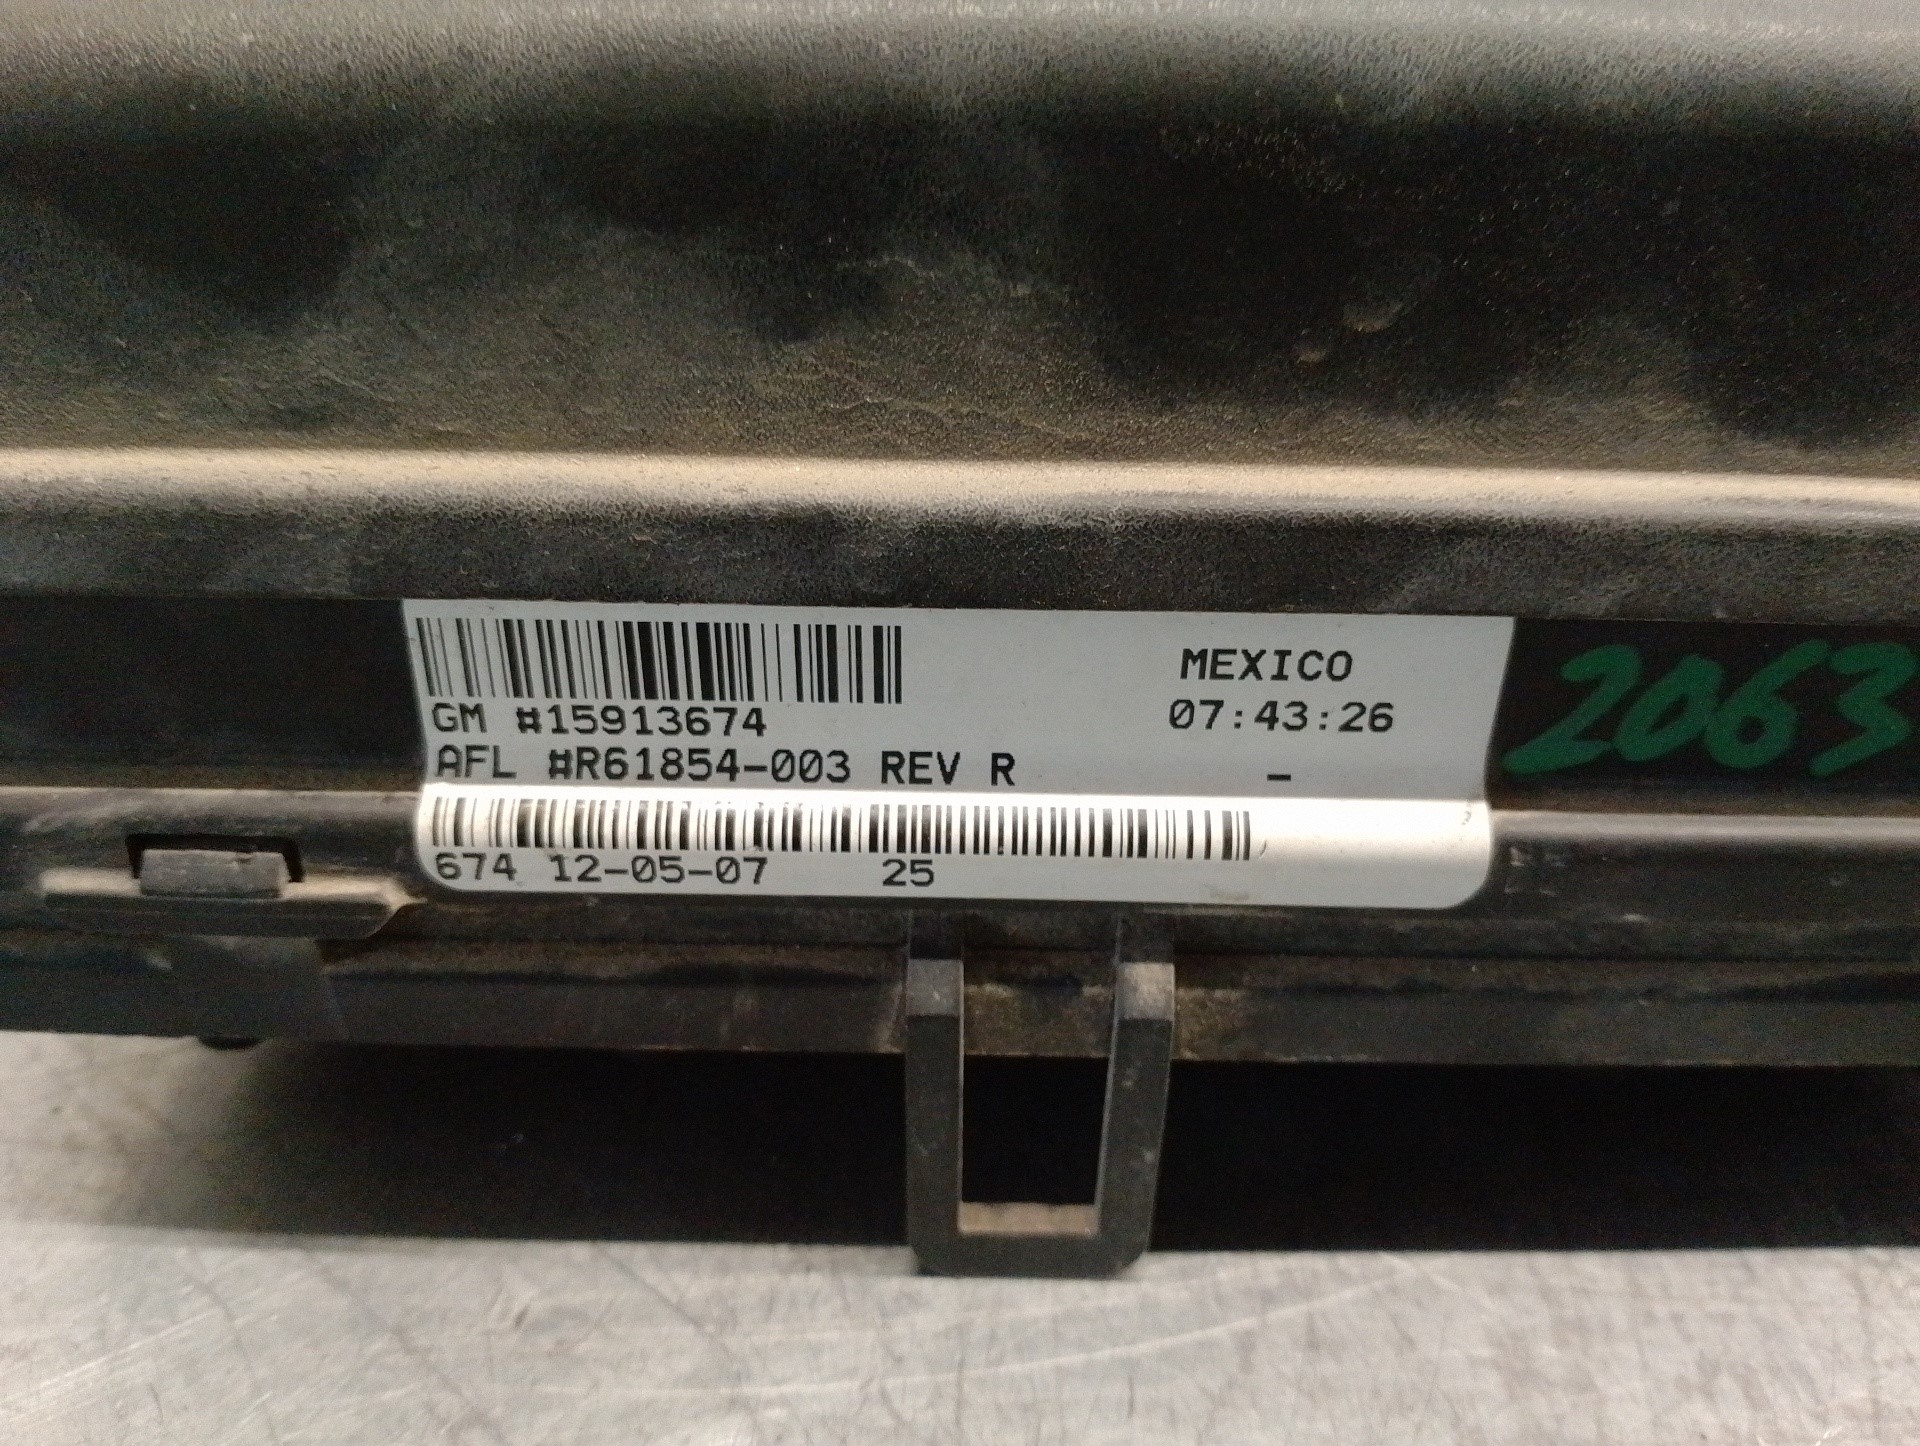 MEXICO
GM #15913674
07:43:26
AFL #R61854-003 REV R
-
674 12-05-07 25
2063